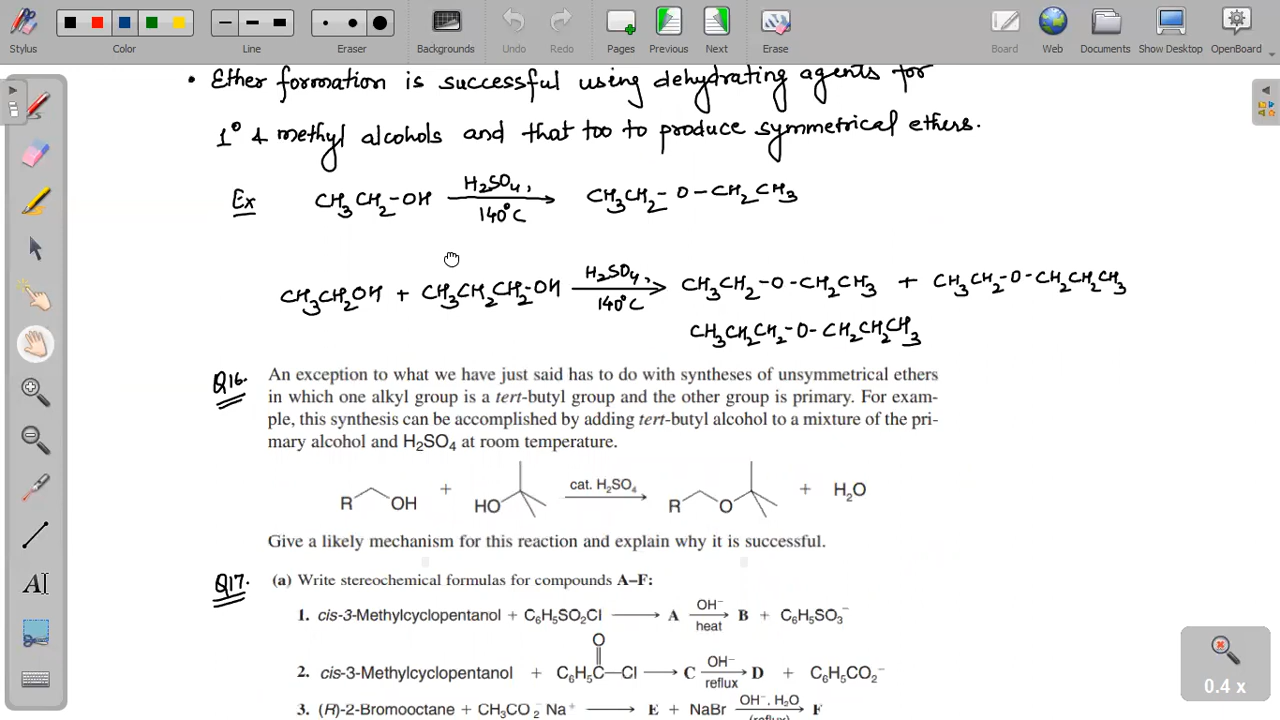 Stylus
Color
Line
Eraser
Backgrounds
Undo
Redo
Pages
Previous
Next
Erase
Board
Web
Documents
Show Desktop
OpenBoard
• Ether formation is successful using dehydrating agents for
1° & methyl alcohols and that too to produce symmetrical ethers.
Ex CH₃CH₂-OH H₂SO₄, 140°C CH₃CH₂-O-CH₂CH₃
CH₃CH₂OH + CH₃CH₂CH₂-OH H₂SO₄, 140°C CH₃CH₂-O-CH₂CH₃ + CH₃CH₂-O-CH₂CH₂CH₃
CH₃CH₂CH₂-O-CH₂CH₂CH₃
Q16. An exception to what we have just said has to do with syntheses of unsymmetrical ethers
in which one alkyl group is a tert-butyl group and the other group is primary. For exam-
ple, this synthesis can be accomplished by adding tert-butyl alcohol to a mixture of the pri-
mary alcohol and H₂SO₄ at room temperature.
R OH + HO cat. H₂SO₄ R O + H₂O
Give a likely mechanism for this reaction and explain why it is successful.
Q17. (a) Write stereochemical formulas for compounds A–F:
1. cis-3-Methylcyclopentanol + C₆H₅SO₂Cl ⟶ A OH⁻ heat B + C₆H₅SO₃⁻
2. cis-3-Methylcyclopentanol + C₆H₅C(=O)—Cl ⟶ C OH⁻ reflux D + C₆H₅CO₂⁻
3. (R)-2-Bromooctane + CH₃CO₂⁻Na⁺ ⟶ E + NaBr OH⁻, H₂O (reflux) F
AI
0.4 x